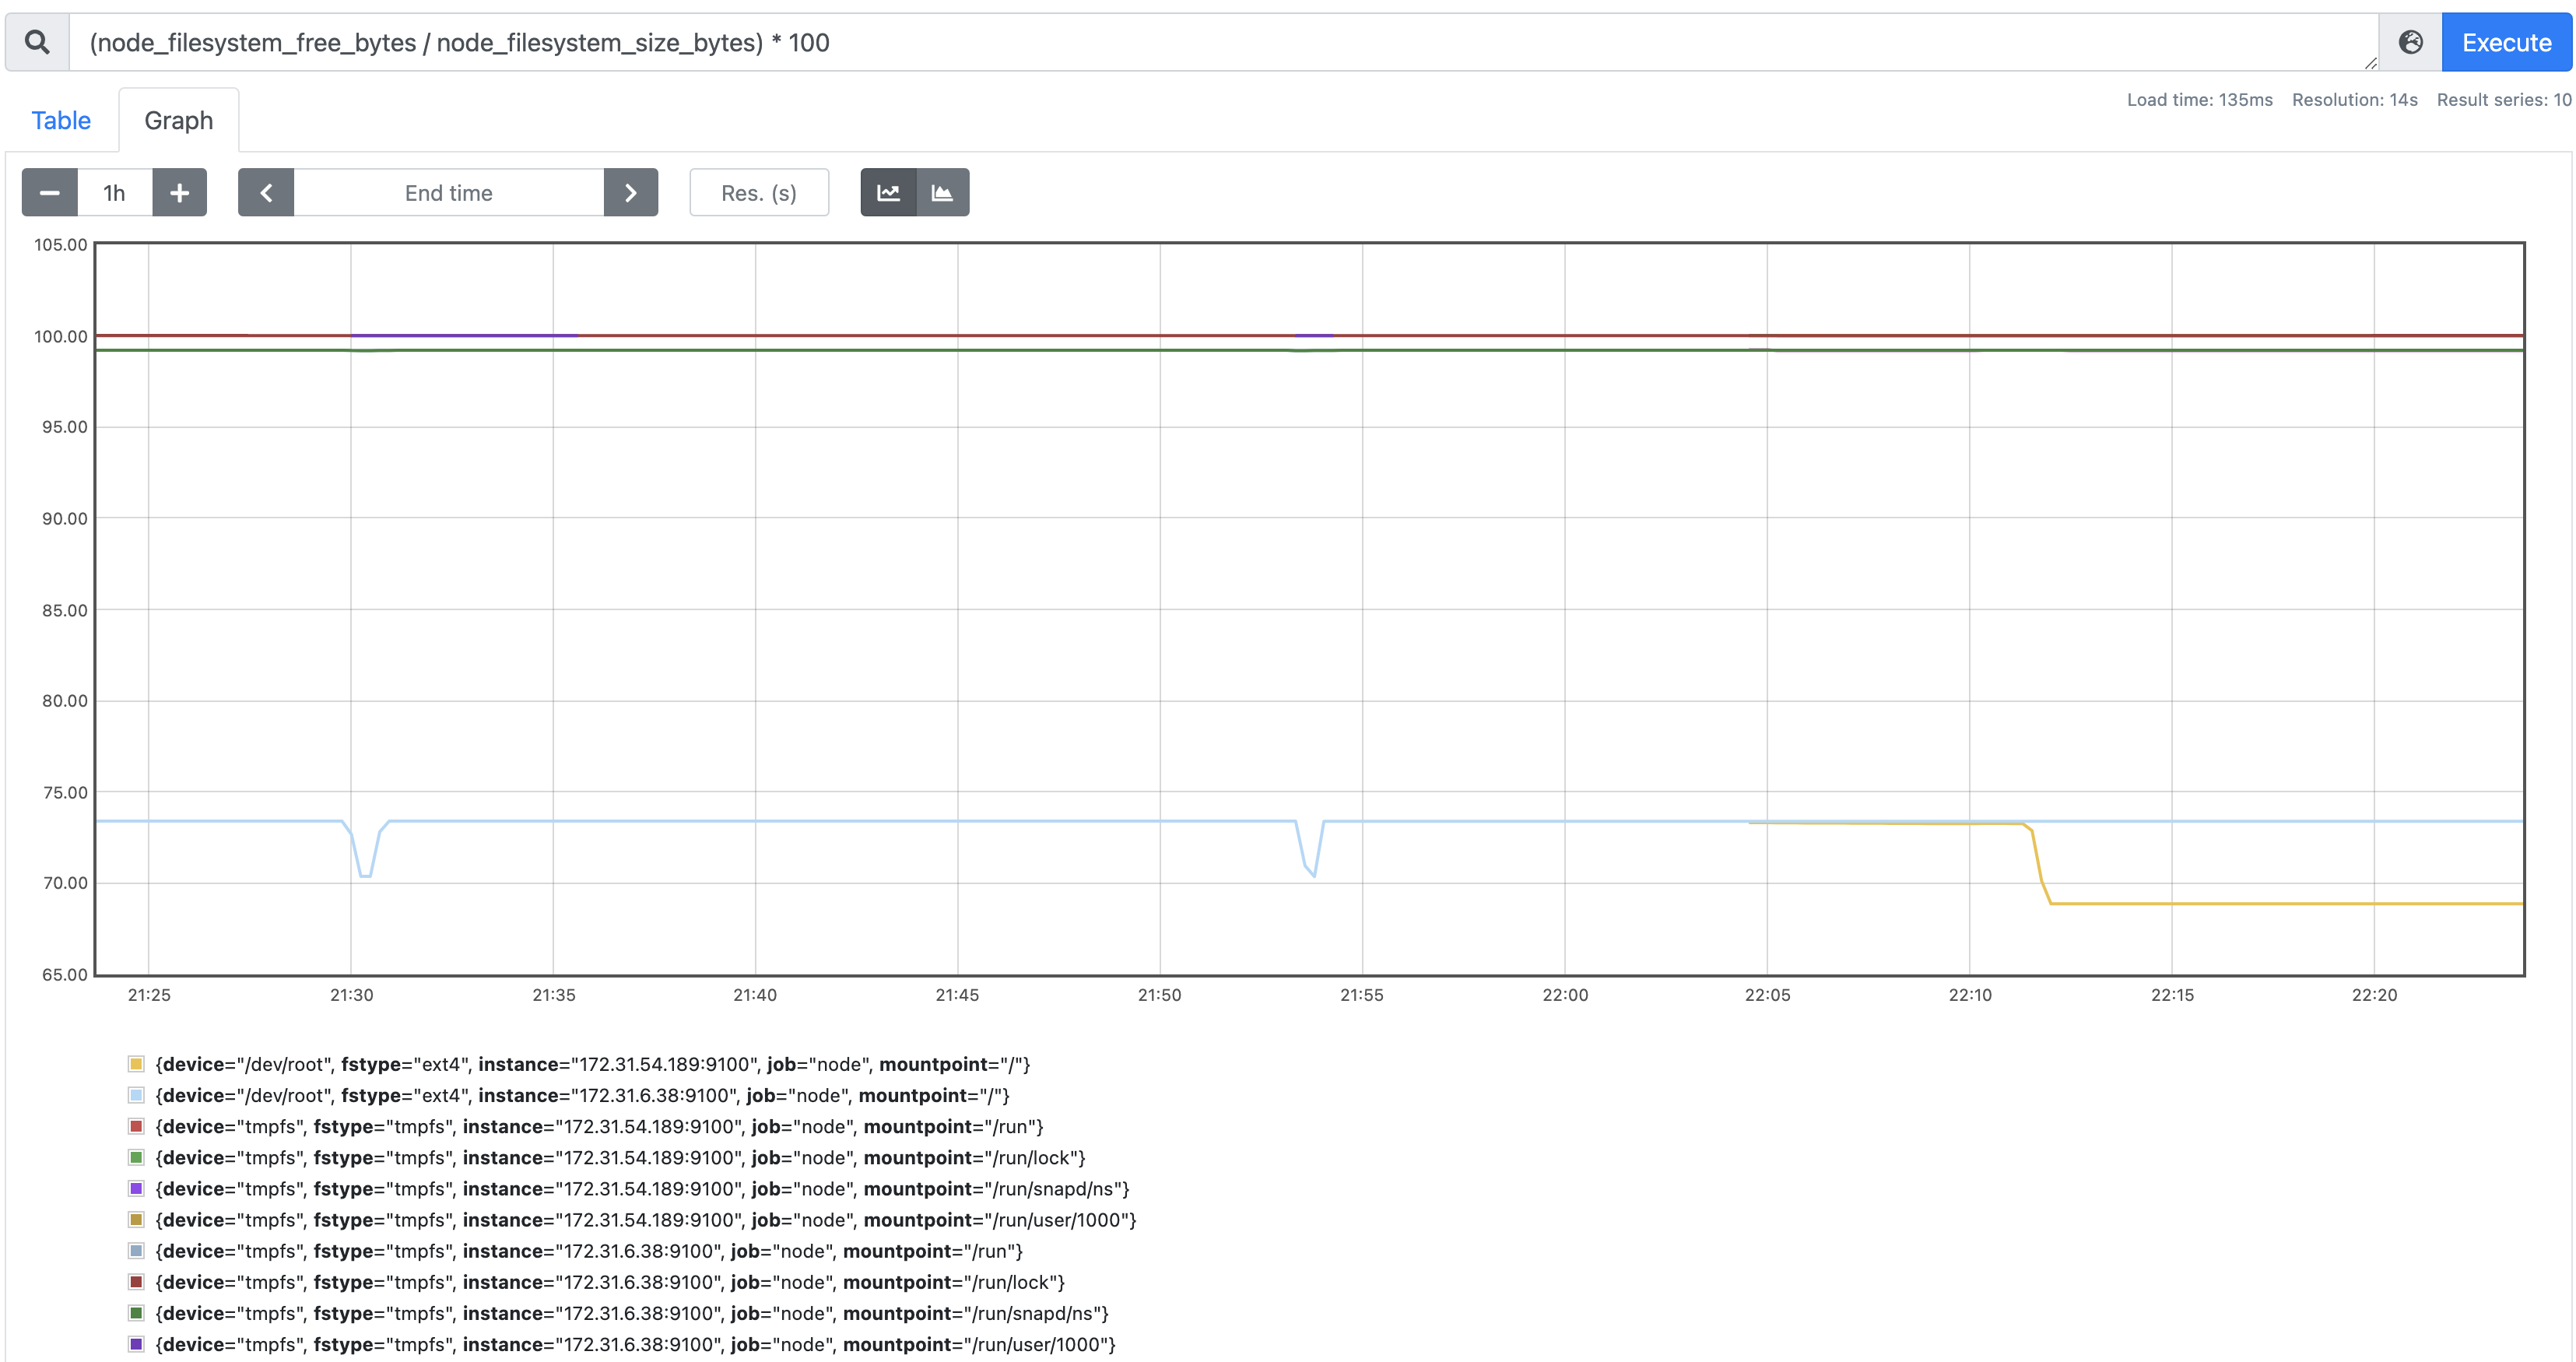 (node_filesystem_free_bytes / node_filesystem_size_bytes) * 100
Execute
Table
Graph
Load time: 135ms Resolution: 14s Result series: 10
1h
End time
Res. (s)
105.00
100.00
95.00
90.00
85.00
80.00
75.00
70.00
65.00
21:25 21:30 21:35 21:40 21:45 21:50 21:55 22:00 22:05 22:10 22:15 22:20
{device="/dev/root", fstype="ext4", instance="172.31.54.189:9100", job="node", mountpoint="/"}
{device="/dev/root", fstype="ext4", instance="172.31.6.38:9100", job="node", mountpoint="/"}
{device="tmpfs", fstype="tmpfs", instance="172.31.54.189:9100", job="node", mountpoint="/run"}
{device="tmpfs", fstype="tmpfs", instance="172.31.54.189:9100", job="node", mountpoint="/run/lock"}
{device="tmpfs", fstype="tmpfs", instance="172.31.54.189:9100", job="node", mountpoint="/run/snapd/ns"}
{device="tmpfs", fstype="tmpfs", instance="172.31.54.189:9100", job="node", mountpoint="/run/user/1000"}
{device="tmpfs", fstype="tmpfs", instance="172.31.6.38:9100", job="node", mountpoint="/run"}
{device="tmpfs", fstype="tmpfs", instance="172.31.6.38:9100", job="node", mountpoint="/run/lock"}
{device="tmpfs", fstype="tmpfs", instance="172.31.6.38:9100", job="node", mountpoint="/run/snapd/ns"}
{device="tmpfs", fstype="tmpfs", instance="172.31.6.38:9100", job="node", mountpoint="/run/user/1000"}